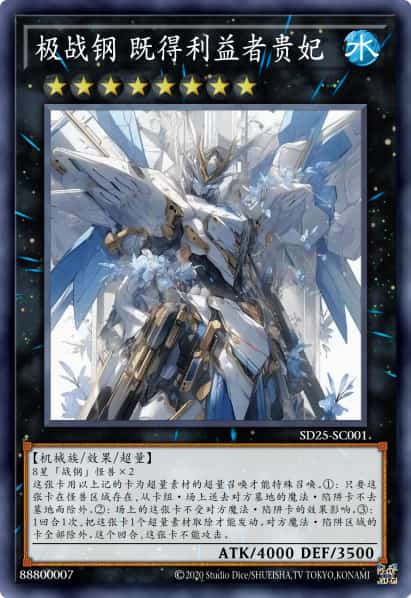 极战钢 既得利益者贵妃 水
SD25-SC001
【机械族/效果/超量】
8星「战钢」怪兽×2
这张卡用以上记的卡为超量素材的超量召唤才能特殊召唤。①：只要这
张卡在怪兽区域存在，从卡组·场上送去对方墓地的魔法·陷阱卡不去
墓地而除外。②：场上的这张卡不受对方魔法·陷阱卡的效果影响。③：
1回合1次，把这张卡1个超量素材取除才能发动。对方魔法·陷阱区域的
卡全部除外。这个回合，这张卡不能攻击。
ATK/4000 DEF/3500
88800007 ©2020 Studio Dice/SHUEISHA,TV TOKYO,KONAMI